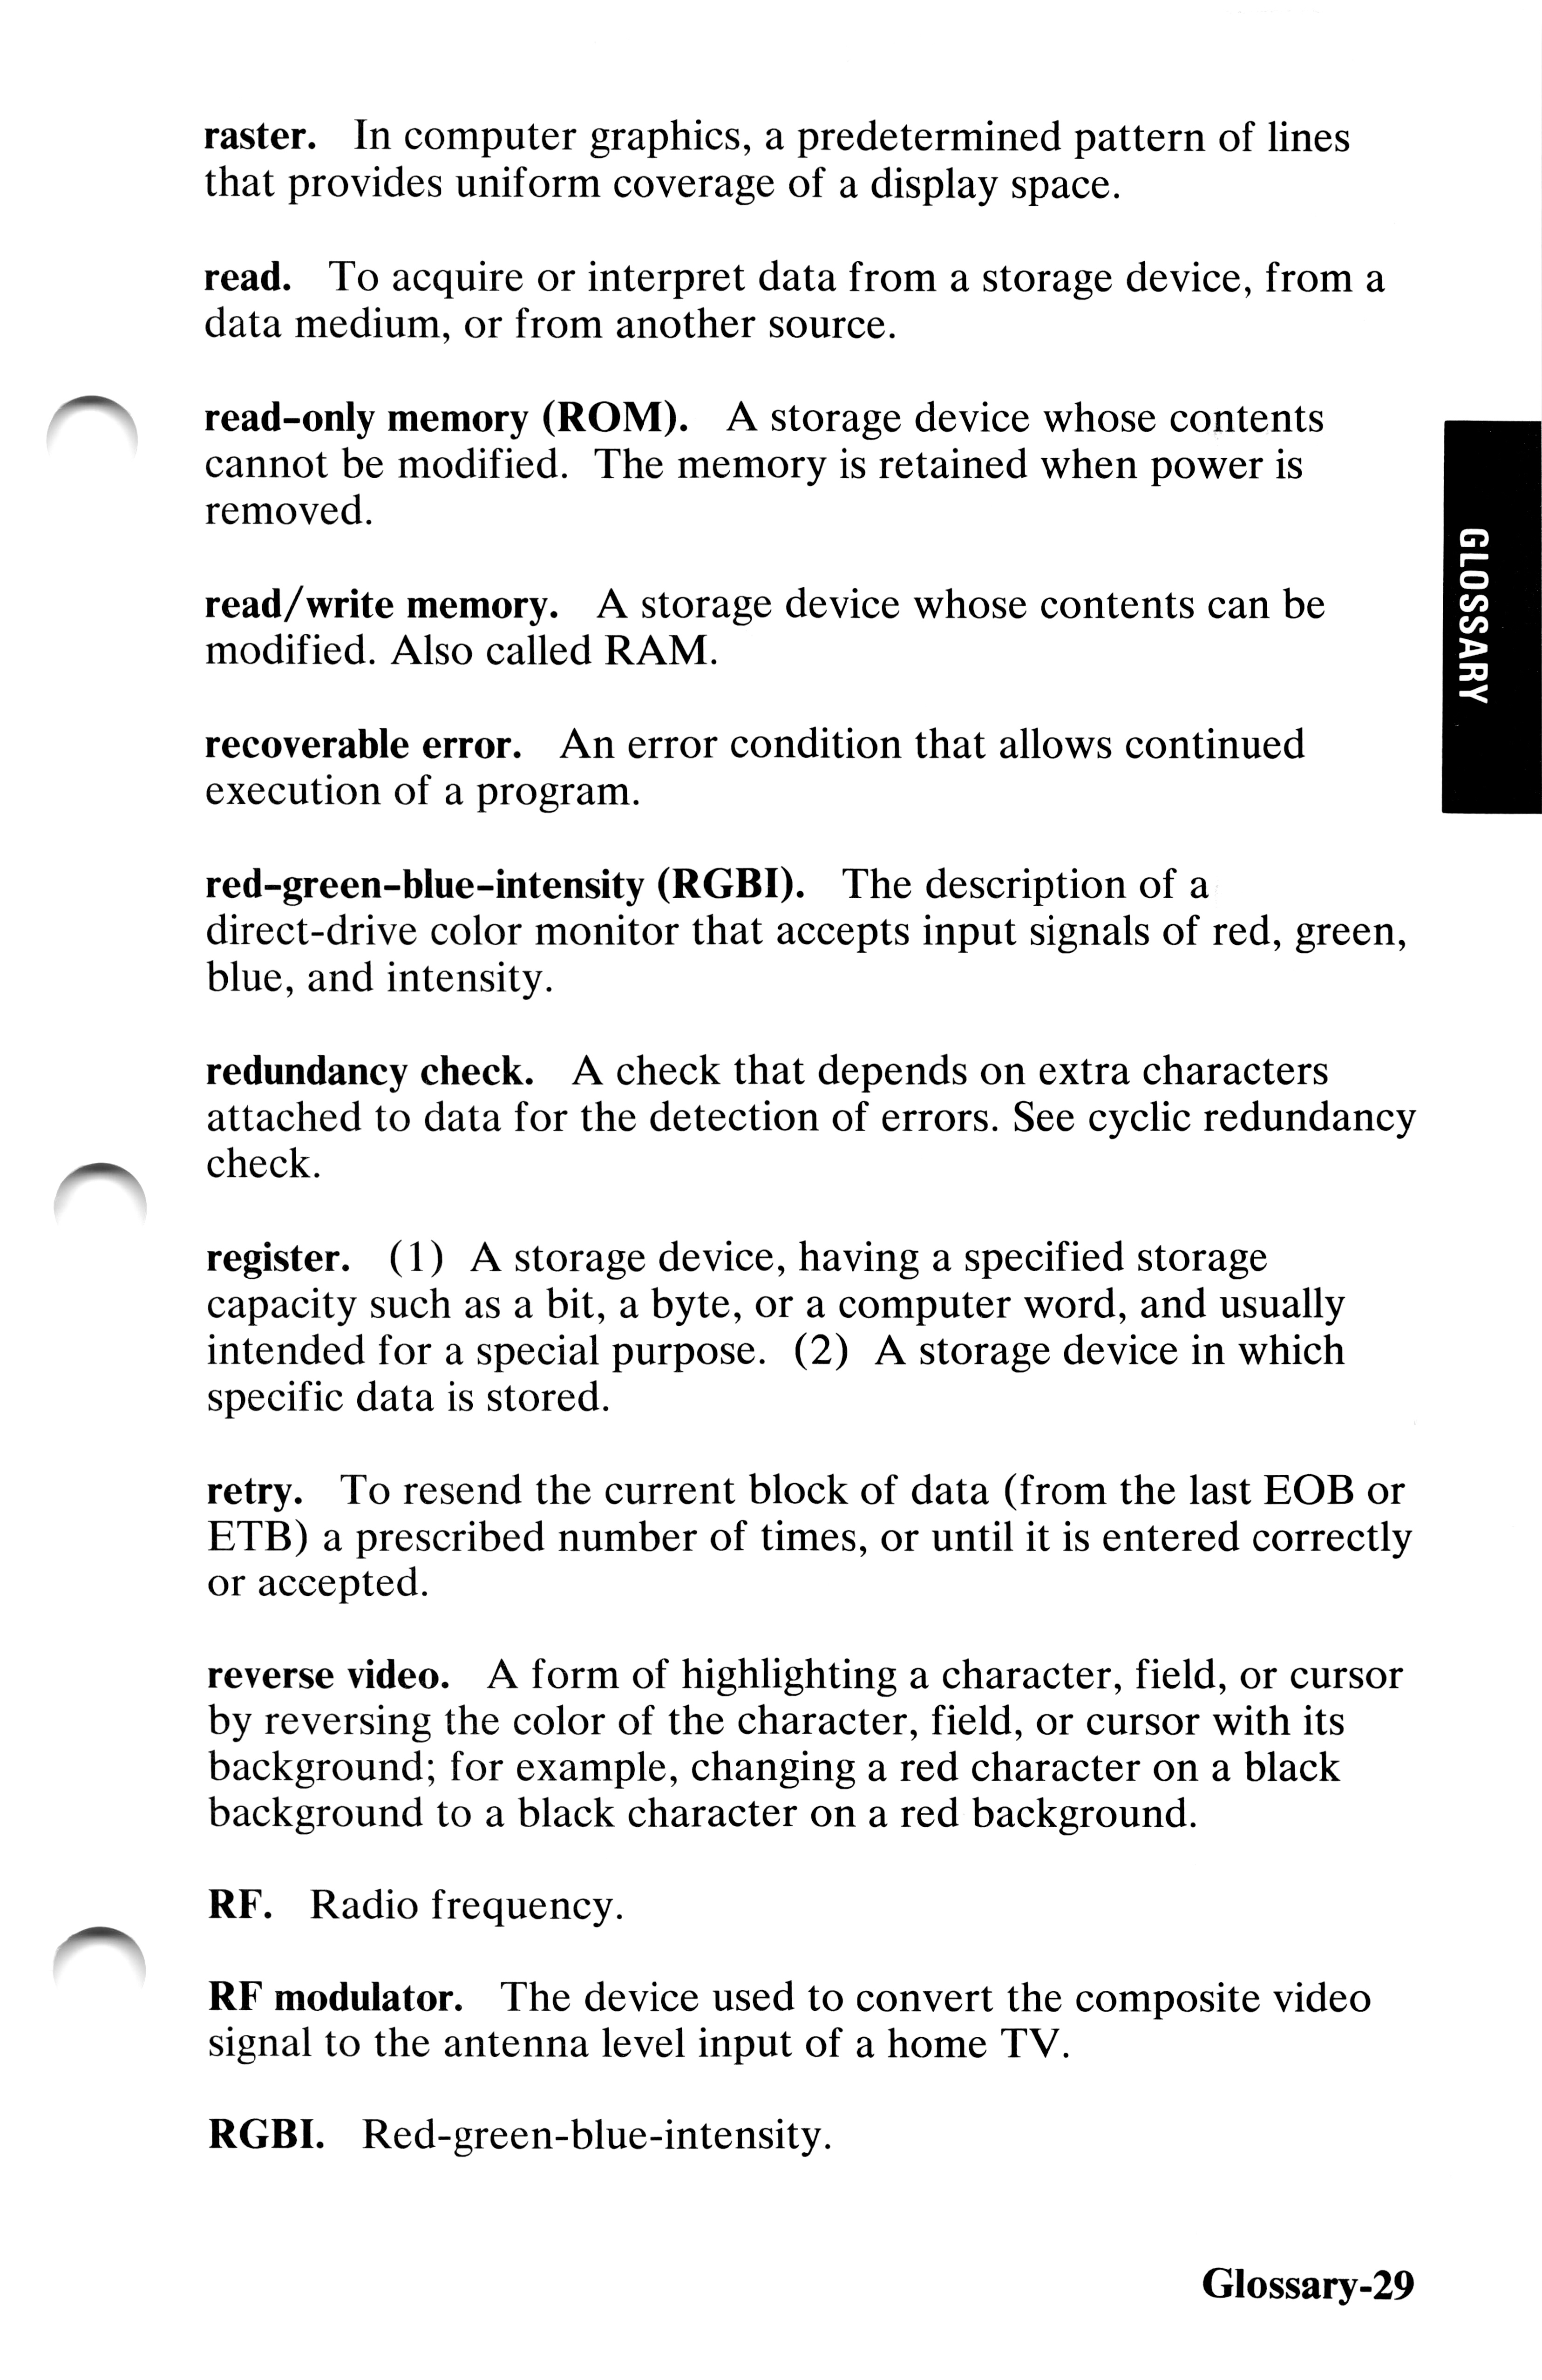 raster. In computer graphics, a predetermined pattern of lines
that provides uniform coverage of a display space.
read. To acquire or interpret data from a storage device, from a
data medium, or from another source.
read-only memory (ROM). A storage device whose contents
cannot be modified. The memory is retained when power is
removed.
read/write memory. A storage device whose contents can be
modified. Also called RAM.
recoverable error. An error condition that allows continued
execution of a program.
red-green-blue-intensity (RGBI). The description of a
direct-drive color monitor that accepts input signals of red, green,
blue, and intensity.
redundancy check. A check that depends on extra characters
attached to data for the detection of errors. See cyclic redundancy
check.
register. (1) A storage device, having a specified storage
capacity such as a bit, a byte, or a computer word, and usually
intended for a special purpose. (2) A storage device in which
specific data is stored.
retry. To resend the current block of data (from the last EOB or
ETB) a prescribed number of times, or until it is entered correctly
or accepted.
reverse video. A form of highlighting a character, field, or cursor
by reversing the color of the character, field, or cursor with its
background; for example, changing a red character on a black
background to a black character on a red background.
RF. Radio frequency.
RF modulator. The device used to convert the composite video
signal to the antenna level input of a home TV.
RGBI. Red-green-blue-intensity.
GLOSSARY
Glossary-29